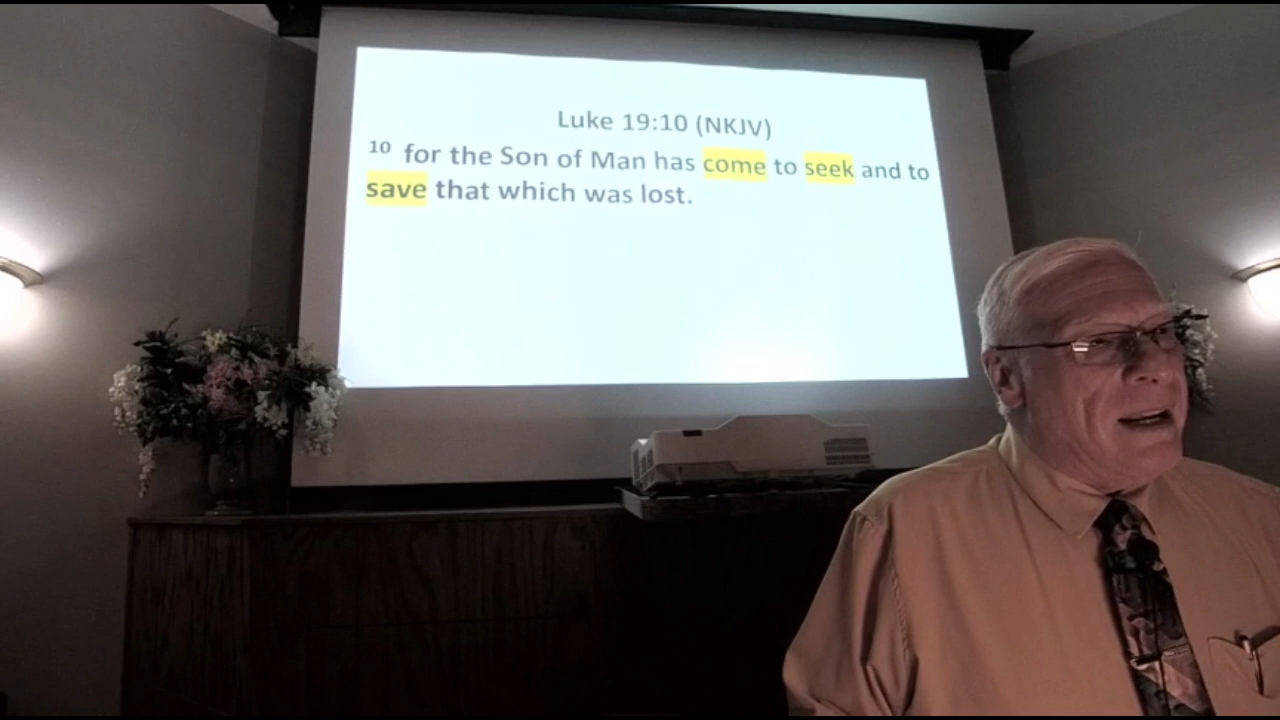 Luke 19:10 (NKJV)
10 for the Son of Man has come to seek and to
save that which was lost.